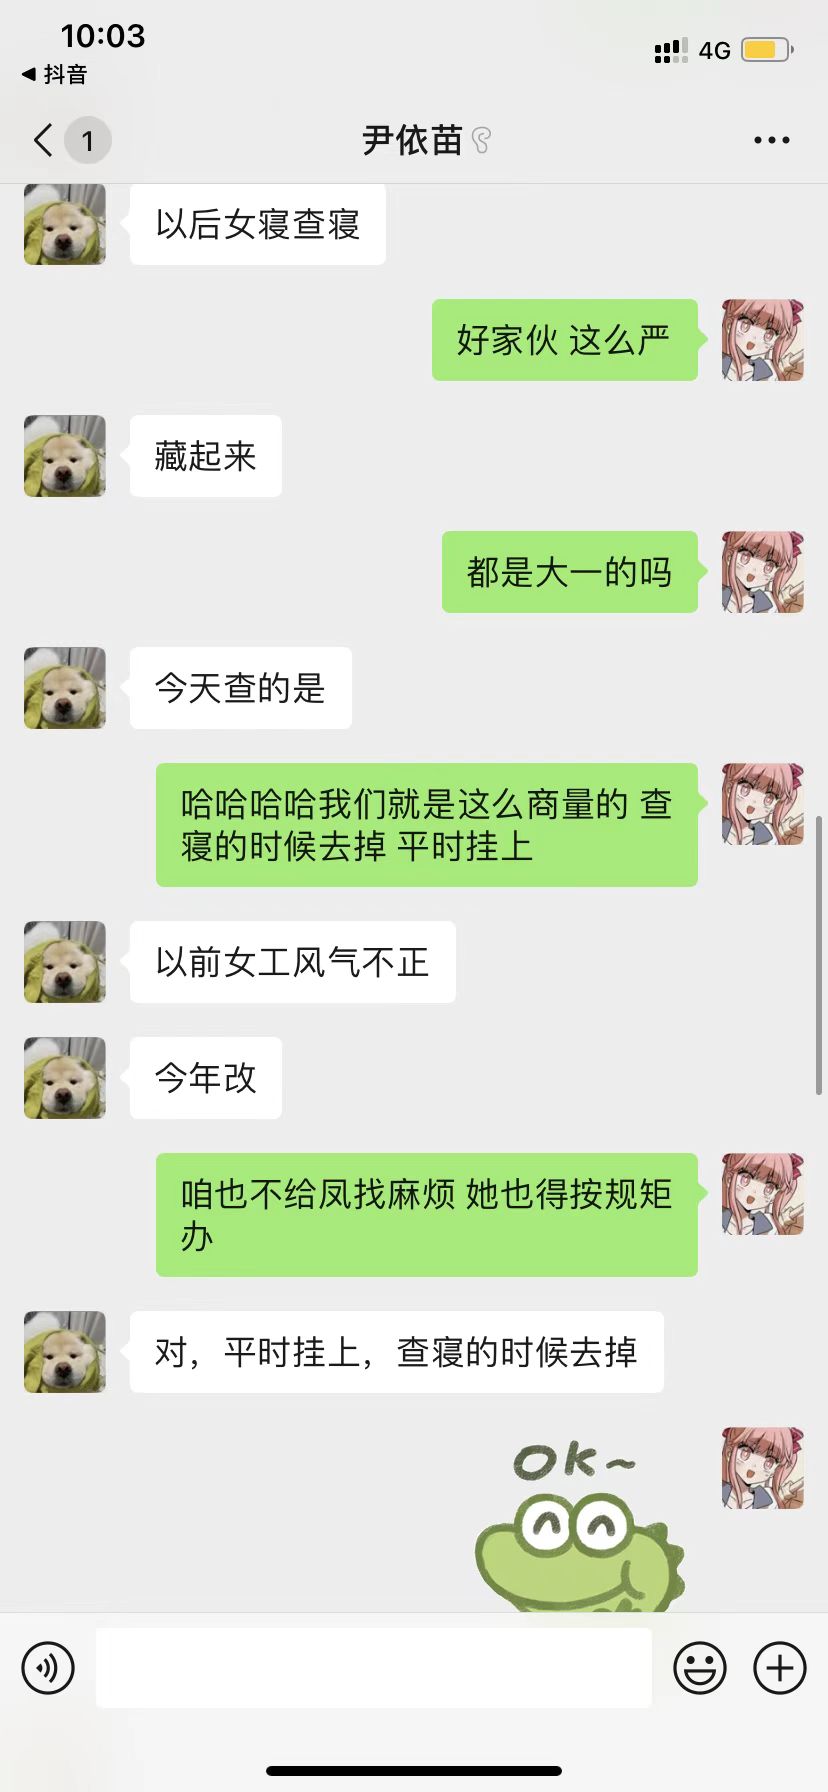 10:03
4G
◀ 抖音
1
尹依苗
以后女寝查寝
好家伙 这么严
藏起来
都是大一的吗
今天查的是
哈哈哈哈我们就是这么商量的 查
寝的时候去掉 平时挂上
以前女工风气不正
今年改
咱也不给凤找麻烦 她也得按规矩
办
对，平时挂上，查寝的时候去掉
OK~